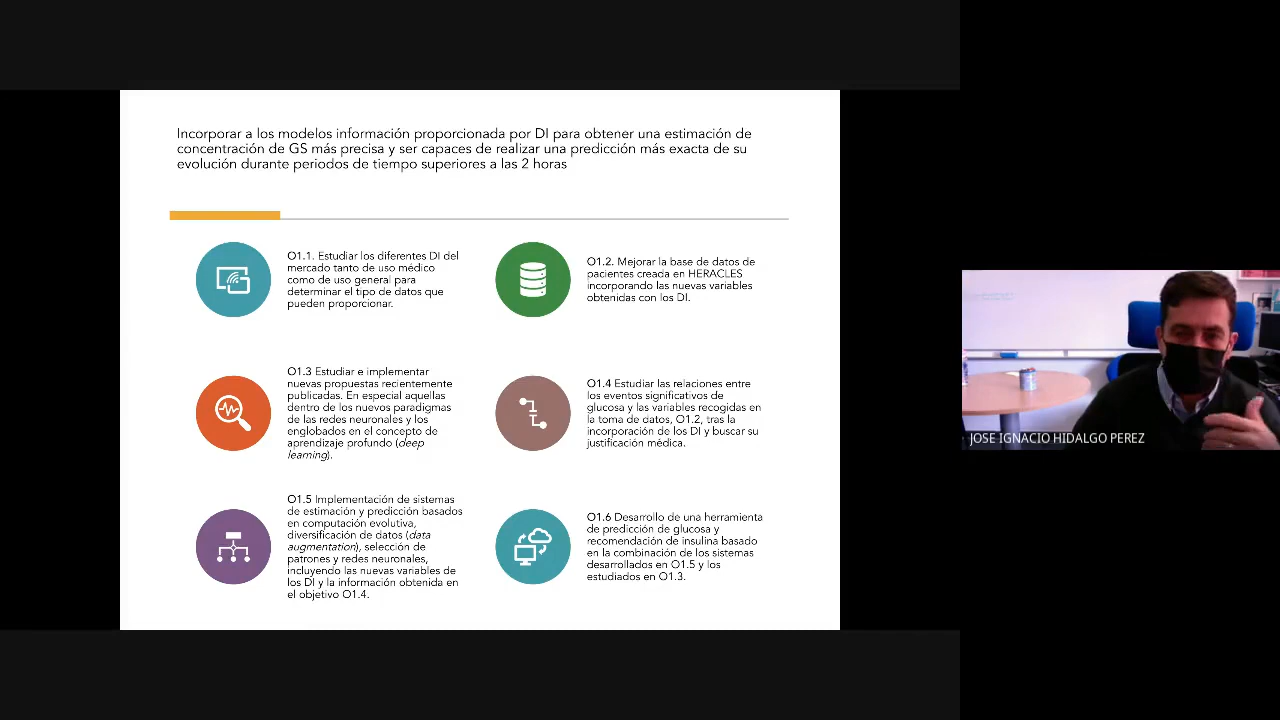 Incorporar a los modelos información proporcionada por DI para obtener una estimación de
concentración de GS más precisa y ser capaces de realizar una predicción más exacta de su
evolución durante periodos de tiempo superiores a las 2 horas
O1.1. Estudiar los diferentes DI del
mercado tanto de uso médico
como de uso general para
determinar el tipo de datos que
pueden proporcionar.
O1.2. Mejorar la base de datos de
pacientes creada en HERACLES
incorporando las nuevas variables
obtenidas con los DI.
O1.3 Estudiar e implementar
nuevas propuestas recientemente
publicadas. En especial aquellas
dentro de los nuevos paradigmas
de las redes neuronales y los
englobados en el concepto de
aprendizaje profundo (deep
learning).
O1.4 Estudiar las relaciones entre
los eventos significativos de
glucosa y las variables recogidas en
la toma de datos, O1.2, tras la
incorporación de los DI y buscar su
justificación médica.
O1.5 Implementación de sistemas
de estimación y predicción basados
en computación evolutiva,
diversificación de datos (data
augmentation), selección de
patrones y redes neuronales,
incluyendo las nuevas variables de
los DI y la información obtenida en
el objetivo O1.4.
O1.6 Desarrollo de una herramienta
de predicción de glucosa y
recomendación de insulina basado
en la combinación de los sistemas
desarrollados en O1.5 y los
estudiados en O1.3.
JOSE IGNACIO HIDALGO PEREZ